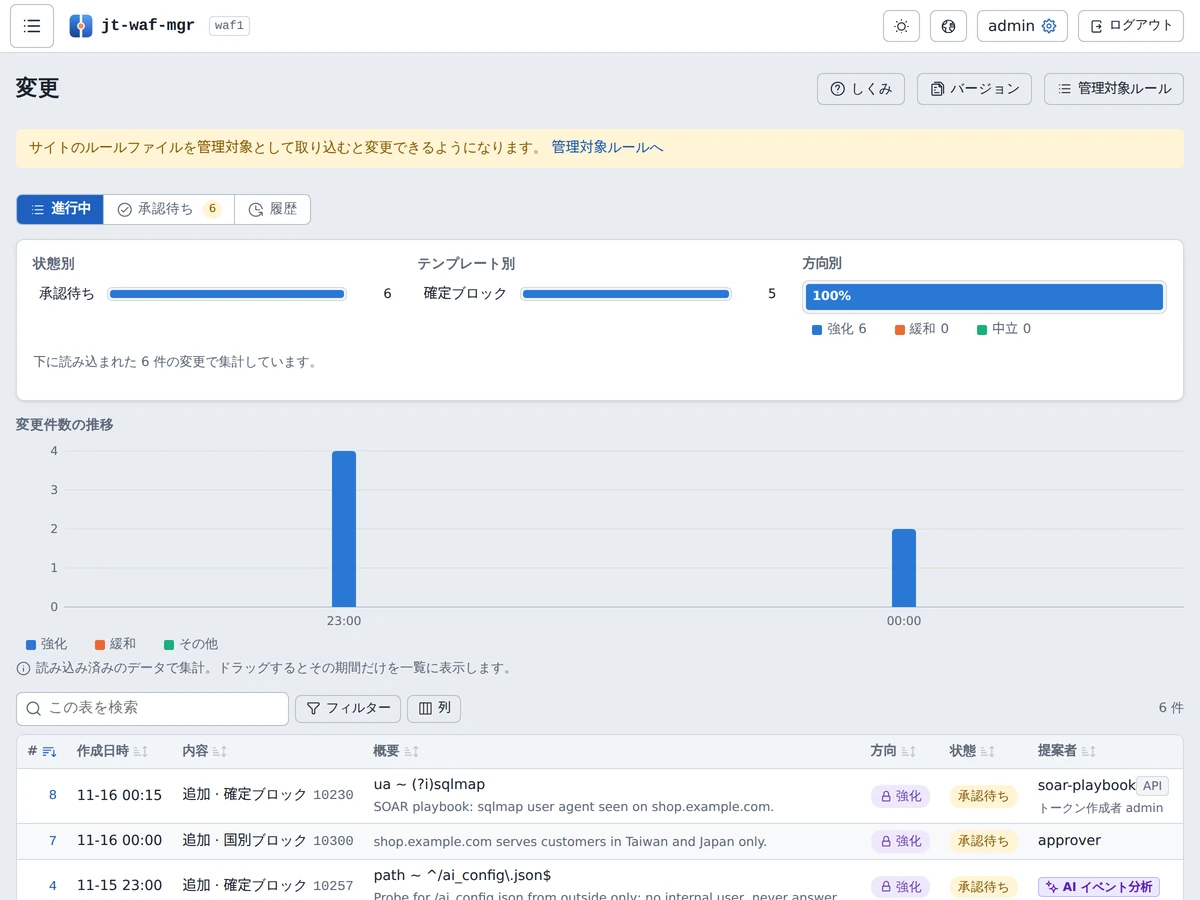 jt-waf-mgr waf1 admin ログアウト
変更 しくみ バージョン 管理対象ルール
サイトのルールファイルを管理対象として取り込むと変更できるようになります。 管理対象ルールへ
進行中 承認待ち 6 履歴
状態別 テンプレート別 方向別
承認待ち 6 確定ブロック 5 100%
強化 6 緩和 0 中立 0
下に読み込まれた 6 件の変更で集計しています。
変更件数の推移
4
3
2
1
0
23:00 00:00
強化 緩和 その他
読み込み済みのデータで集計。ドラッグするとその期間だけを一覧に表示します。
この表を検索 フィルター 列 6 件
# 作成日時 内容 概要 方向 状態 提案者
8 11-16 00:15 追加 · 確定ブロック 10230 ua ~ (?i)sqlmap 強化 承認待ち soar-playbook API
SOAR playbook: sqlmap user agent seen on shop.example.com. トークン作成者 admin
7 11-16 00:00 追加 · 国別ブロック 10300 shop.example.com serves customers in Taiwan and Japan only. 強化 承認待ち approver
4 11-15 23:00 追加 · 確定ブロック 10257 path ~ ^/ai_config\.json$ 強化 承認待ち AI イベント分析
Probe for /ai_config.json from outside only; no internal user, never answer